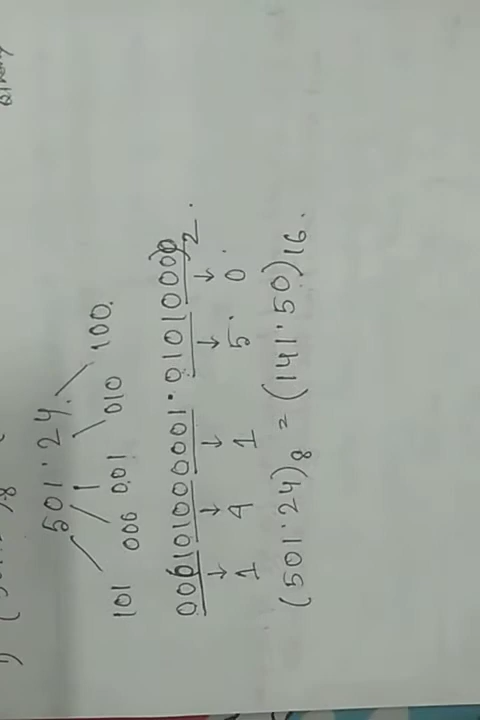 501.24.
101 000 001 010 100.
000101000001.01010000)2.
↓ ↓ ↓ ↓ ↓
1 4 1 5. 0.
(501.24)8 = (141.50)16.